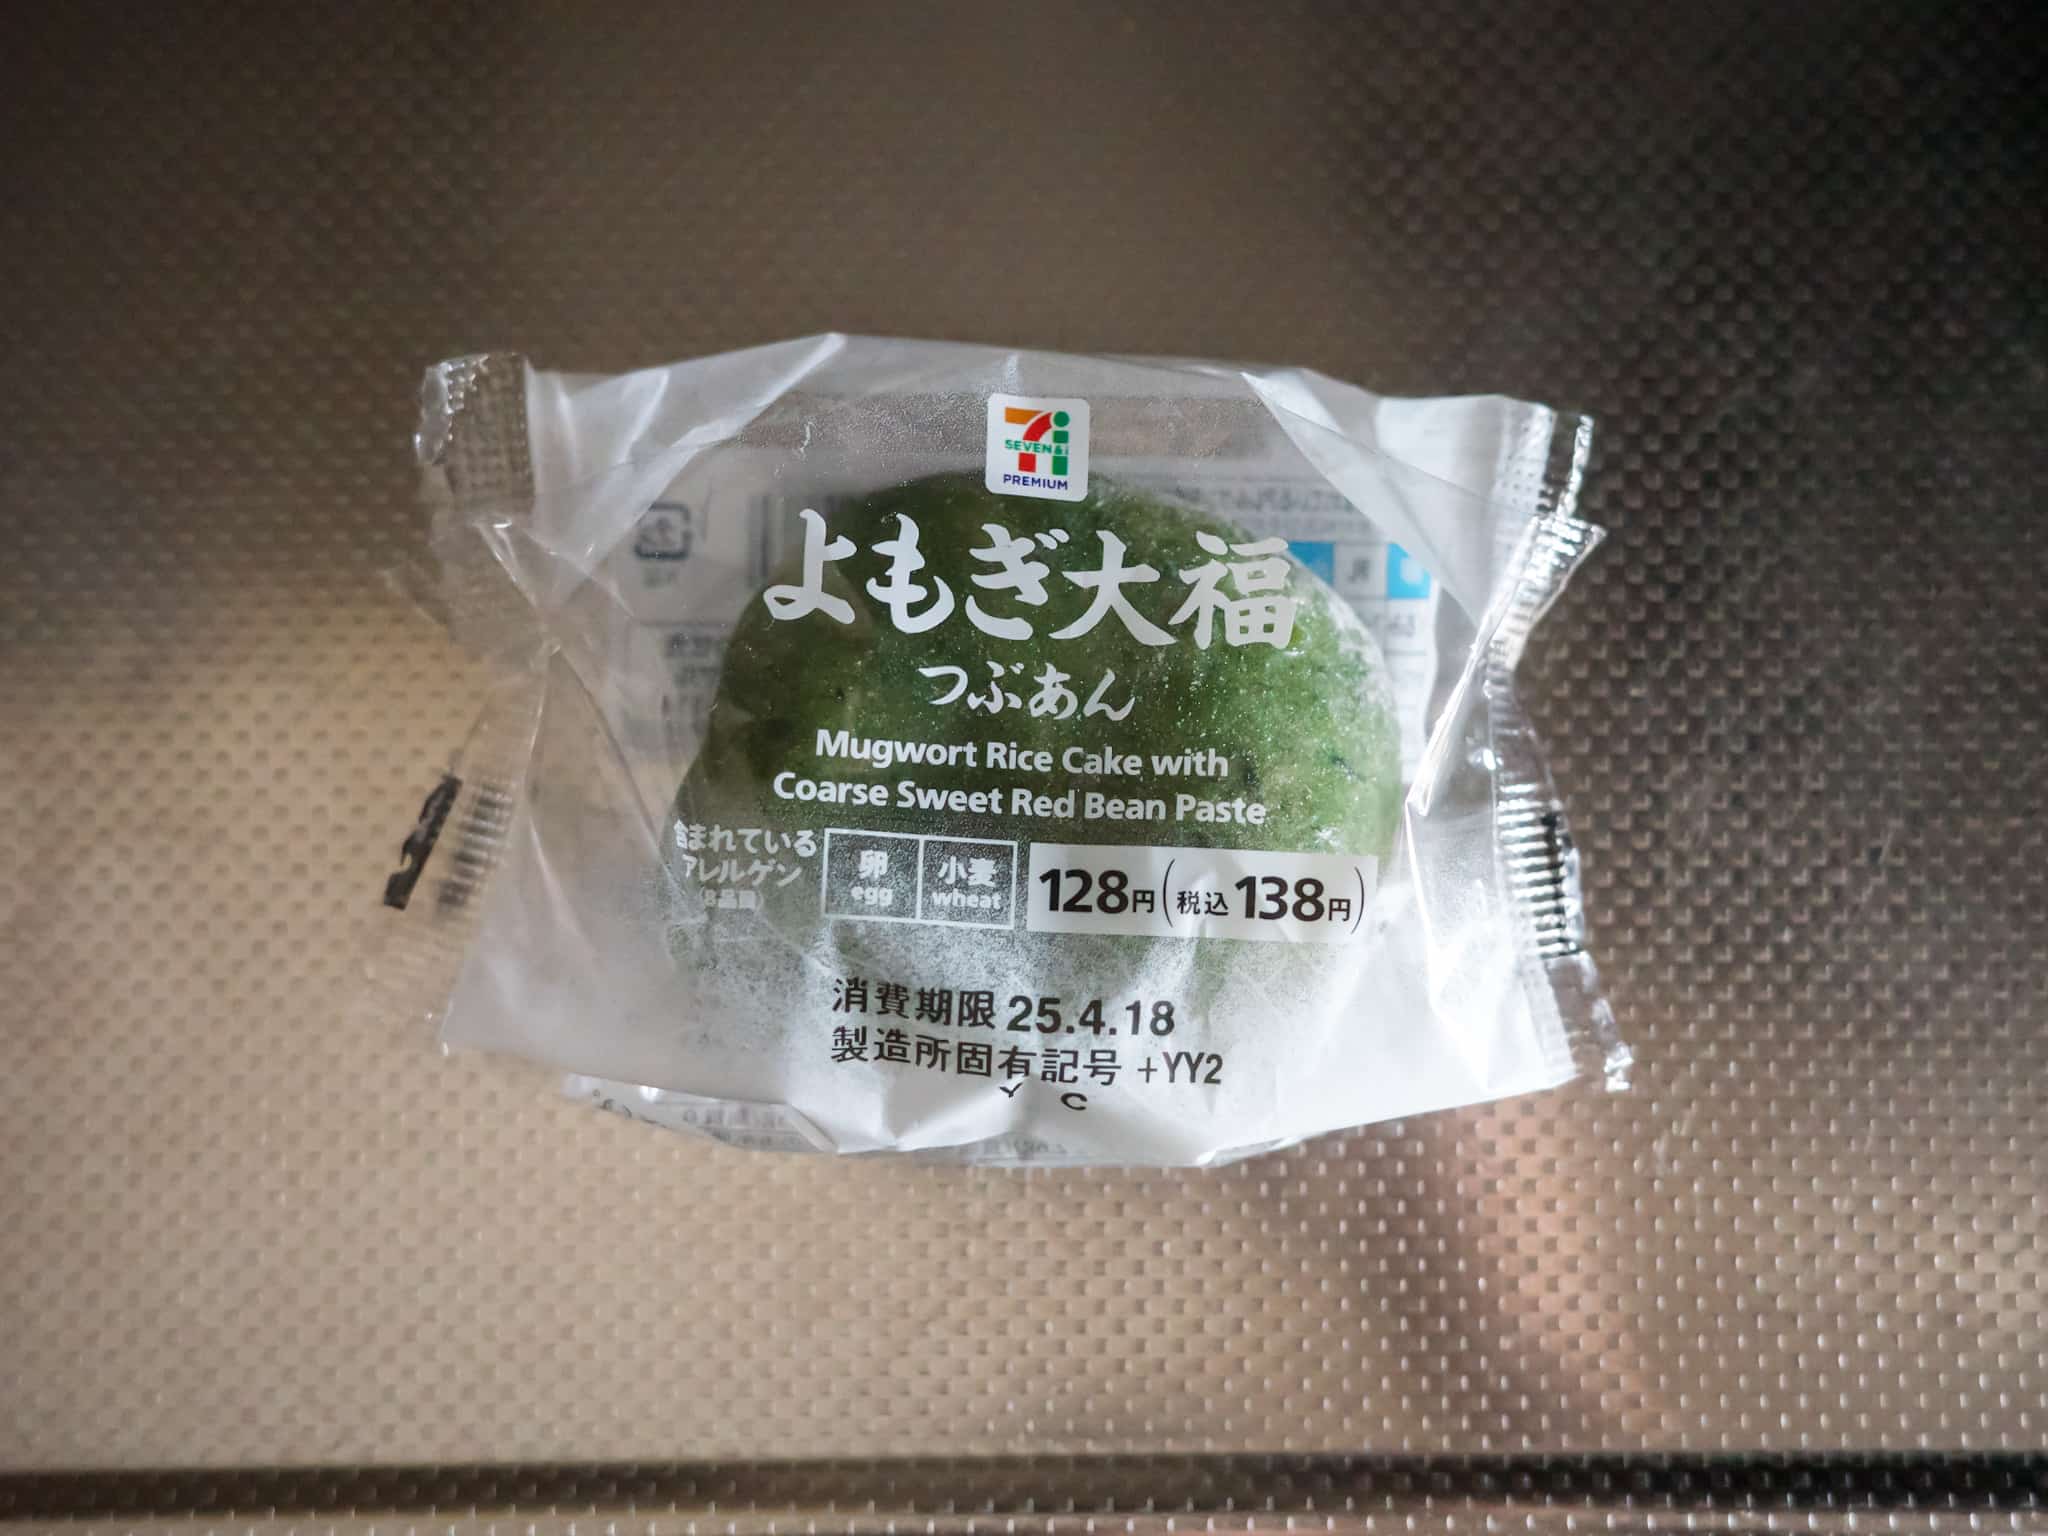 SEVEN&i
PREMIUM
よもぎ大福
つぶあん
Mugwort Rice Cake with
Coarse Sweet Red Bean Paste
含まれている
アレルゲン
(8品目)
卵 小麦
egg wheat
128円(税込138円)
消費期限 25.4.18
製造所固有記号 +YY2